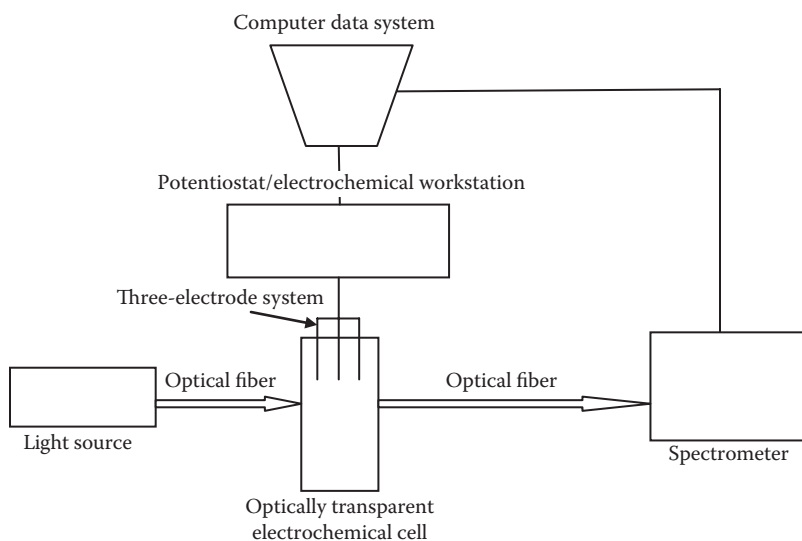 Computer data system
Potentiostat/electrochemical workstation
Three-electrode system
Optical fiber
Optical fiber
Light source
Spectrometer
Optically transparent
electrochemical cell